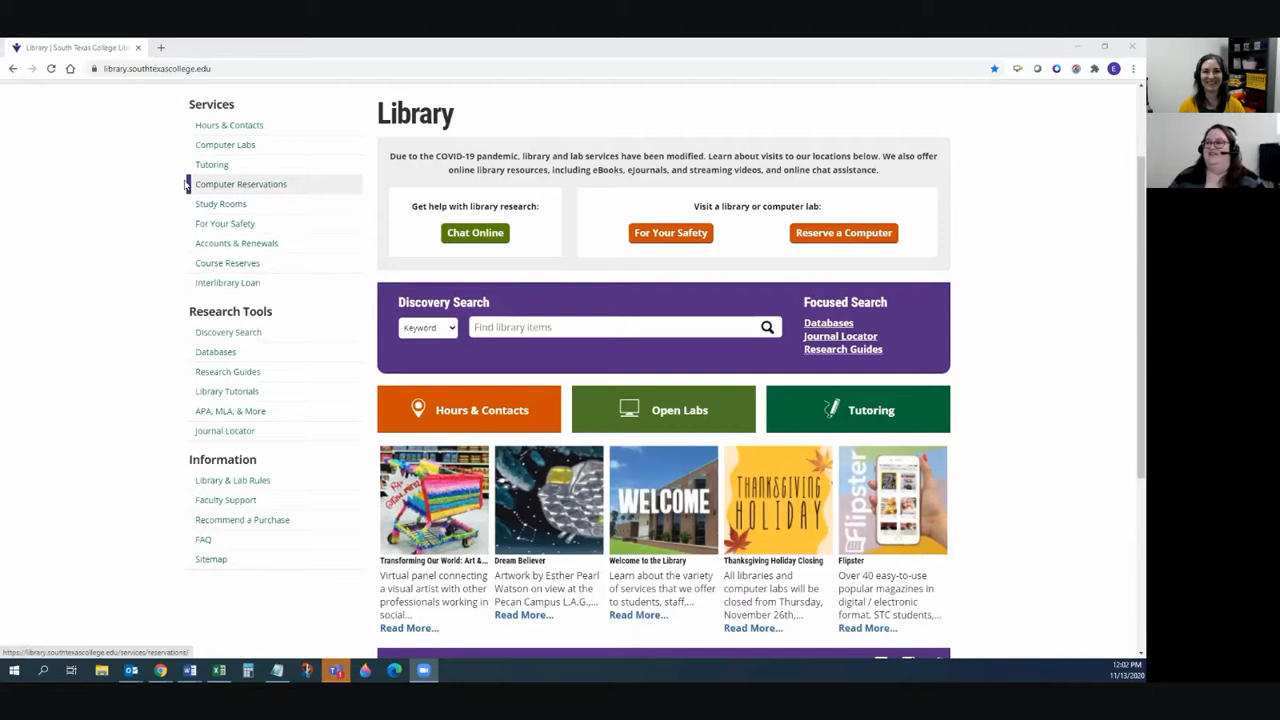 Library | South Texas College Lib
library.southtexascollege.edu
E
Services
Hours & Contacts
Computer Labs
Tutoring
Computer Reservations
Study Rooms
For Your Safety
Accounts & Renewals
Course Reserves
Interlibrary Loan
Research Tools
Discovery Search
Databases
Research Guides
Library Tutorials
APA, MLA, & More
Journal Locator
Information
Library & Lab Rules
Faculty Support
Recommend a Purchase
FAQ
Sitemap
Library
Due to the COVID-19 pandemic, library and lab services have been modified. Learn about visits to our locations below. We also offer
online library resources, including eBooks, eJournals, and streaming videos, and online chat assistance.
Get help with library research:
Chat Online
Visit a library or computer lab:
For Your Safety
Reserve a Computer
Discovery Search
Keyword
Find library items
Focused Search
Databases
Journal Locator
Research Guides
Hours & Contacts
Open Labs
Tutoring
WELCOME
THANKSGIVING
HOLIDAY
Flipster
Transforming Our World: Art &...
Virtual panel connecting
a visual artist with other
professionals working in
social...
Read More...
Dream Believer
Artwork by Esther Pearl
Watson on view at the
Pecan Campus L.A.G.,...
Read More...
Welcome to the Library
Learn about the variety
of services that we offer
to students, staff,...
Read More...
Thanksgiving Holiday Closing
All libraries and
computer labs will be
closed from Thursday,
November 26th,...
Read More...
Flipster
Over 40 easy-to-use
popular magazines in
digital / electronic
format. STC students,...
Read More...
https://library.southtexascollege.edu/services/reservations/
12:02 PM
11/13/2020